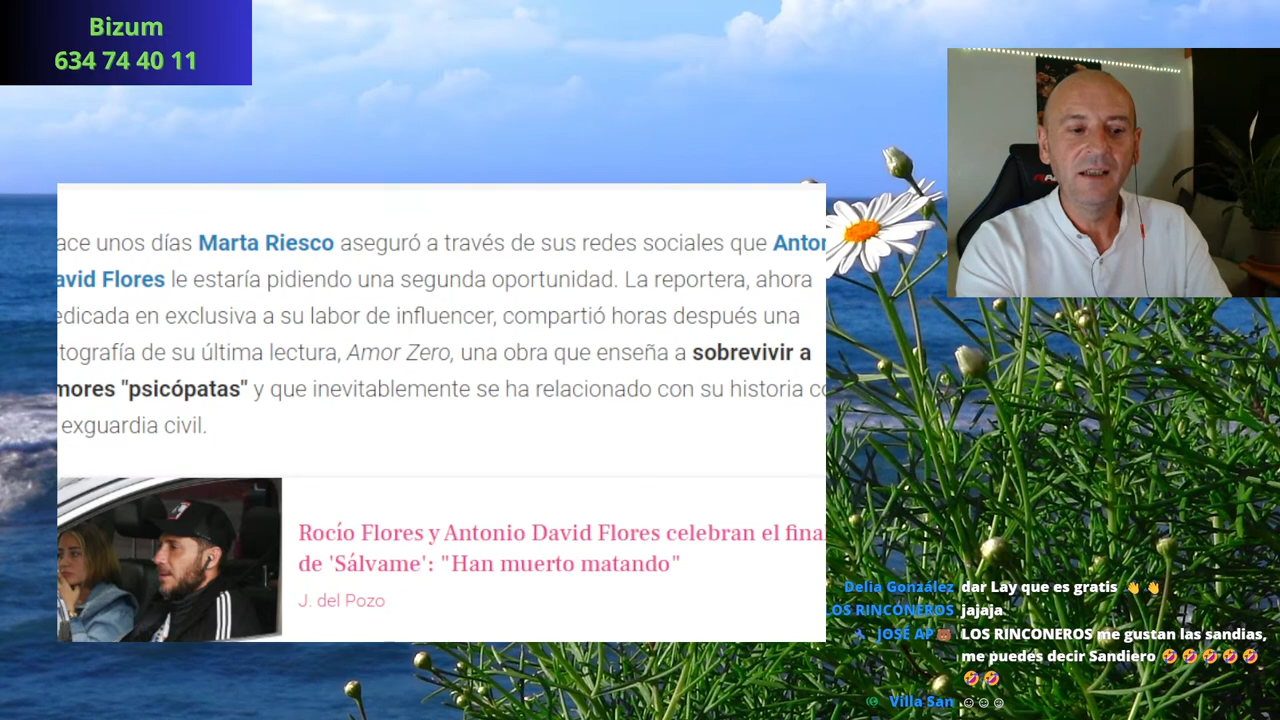 Bizum
634 74 40 11
ace unos días Marta Riesco aseguró a través de sus redes sociales que Anton
avid Flores le estaría pidiendo una segunda oportunidad. La reportera, ahora
edicada en exclusiva a su labor de influencer, compartió horas después una
tografía de su última lectura, Amor Zero, una obra que enseña a sobrevivir a
mores "psicópatas" y que inevitablemente se ha relacionado con su historia co
exguardia civil.
Rocío Flores y Antonio David Flores celebran el final
de 'Sálvame': "Han muerto matando"
J. del Pozo
Delia González dar Lay que es gratis 👏 👏
LOS RINCONEROS jajaja
JOSÉ AP🐻 LOS RINCONEROS me gustan las sandias,
me puedes decir Sandiero 🤣🤣🤣🤣🤣
🤣🤣
Villa San ☺☺☺